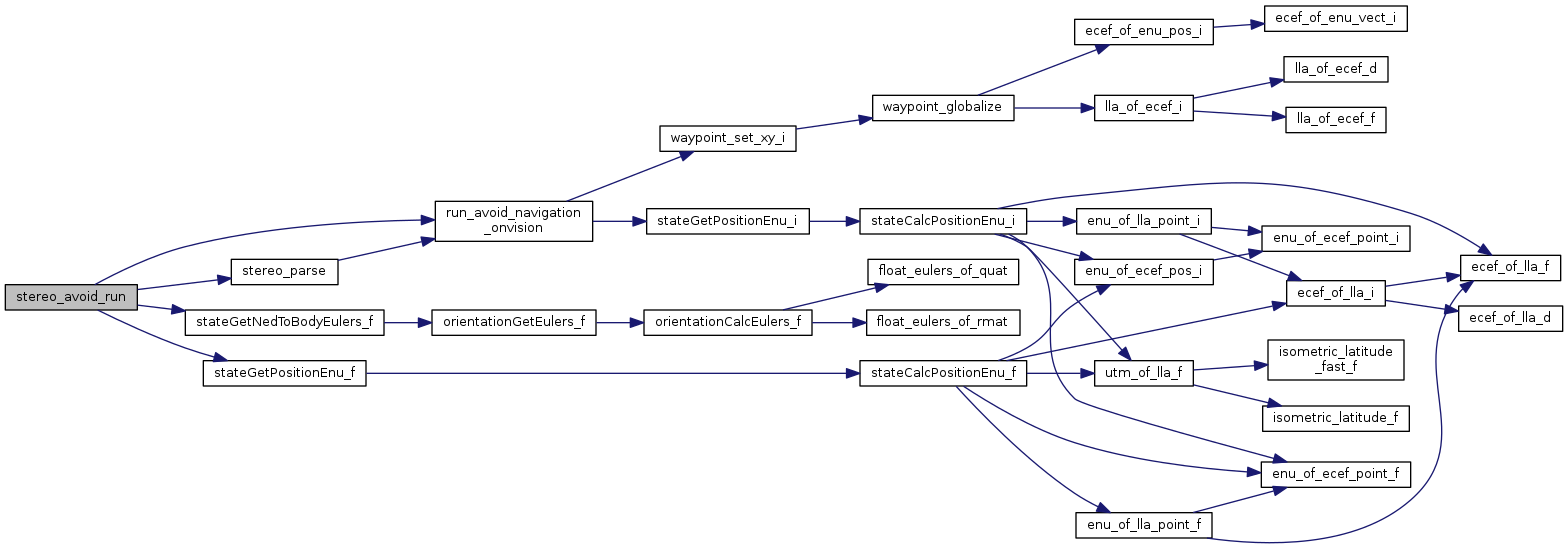 stereo_avoid_run
run_avoid_navigation
_onvision
stereo_parse
stateGetNedToBodyEulers_f
stateGetPositionEnu_f
orientationGetEulers_f
waypoint_set_xy_i
stateGetPositionEnu_i
orientationCalcEulers_f
waypoint_globalize
stateCalcPositionEnu_i
float_eulers_of_quat
float_eulers_of_rmat
stateCalcPositionEnu_f
ecef_of_enu_pos_i
lla_of_ecef_i
enu_of_lla_point_i
enu_of_ecef_pos_i
utm_of_lla_f
enu_of_lla_point_f
ecef_of_enu_vect_i
lla_of_ecef_d
lla_of_ecef_f
enu_of_ecef_point_i
ecef_of_lla_i
isometric_latitude
_fast_f
isometric_latitude_f
enu_of_ecef_point_f
ecef_of_lla_f
ecef_of_lla_d